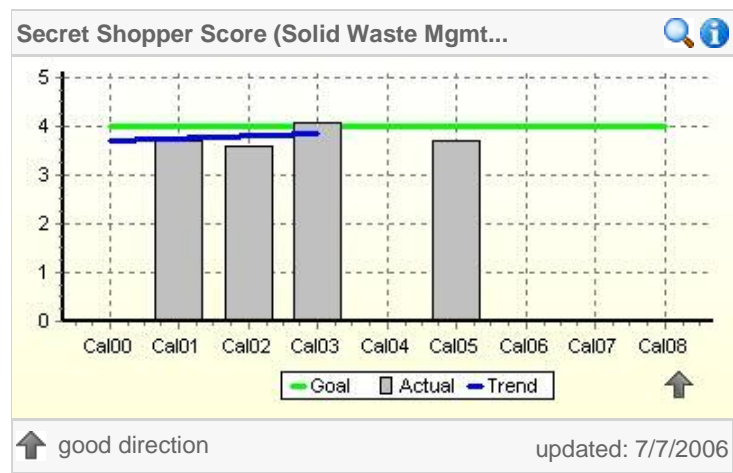 Secret Shopper Score (Solid Waste Mgmt...
5
4
3
2
1
0
Cal00 Cal01 Cal02 Cal03 Cal04 Cal05 Cal06 Cal07 Cal08
Goal Actual Trend
good direction updated: 7/7/2006